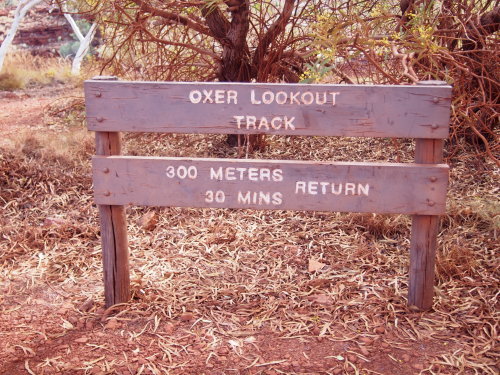 OXER LOOKOUT
TRACK
300 METERS RETURN
30 MINS